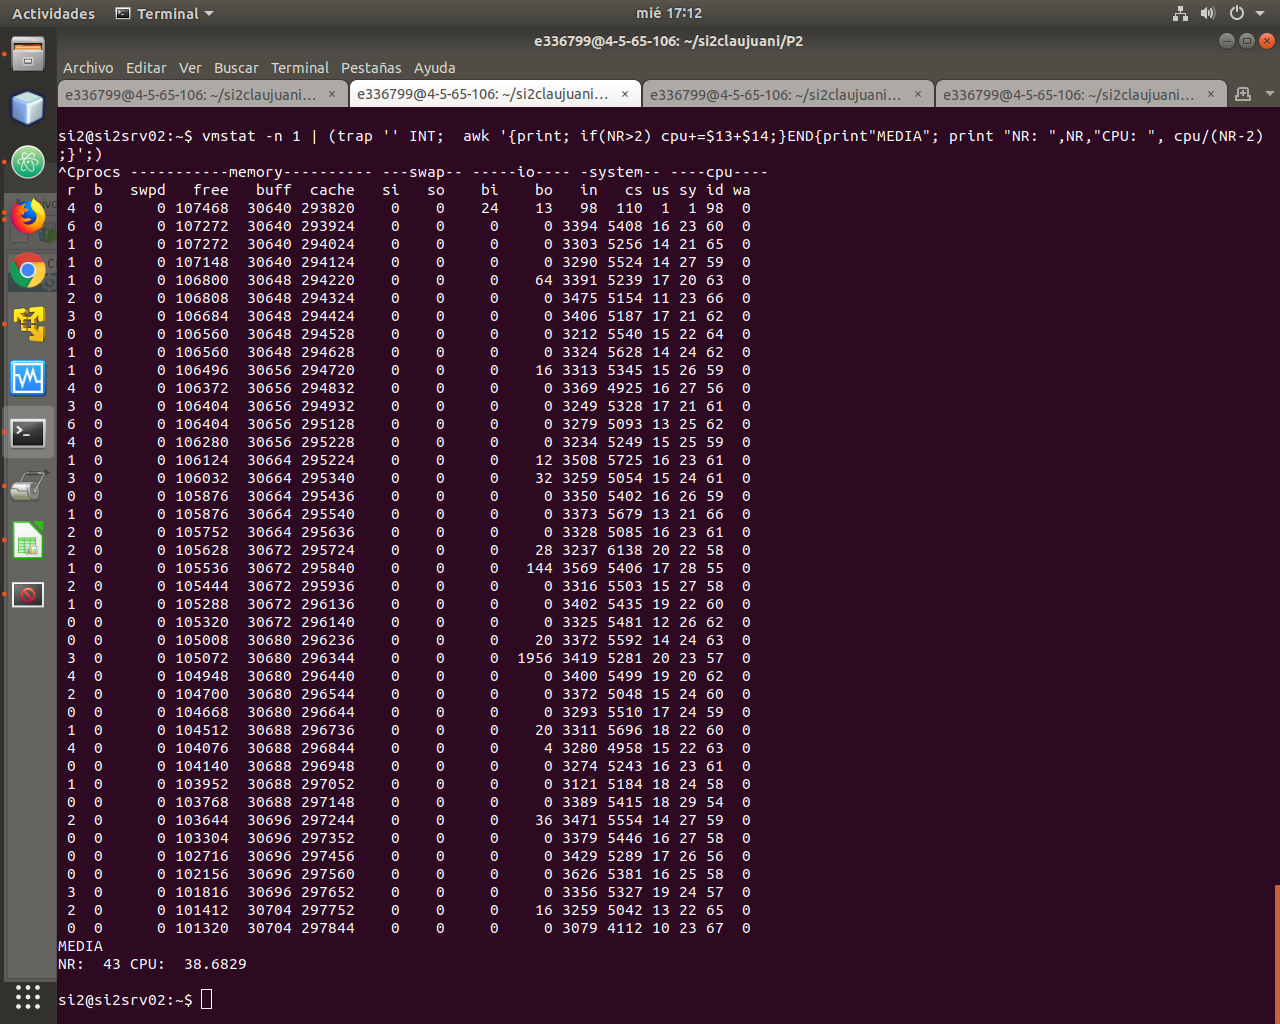 Actividades Terminal mié 17:12
e336799@4-5-65-106: ~/si2claujuani/P2
Archivo Editar Ver Buscar Terminal Pestañas Ayuda
e336799@4-5-65-106: ~/si2claujuani… × e336799@4-5-65-106: ~/si2claujuani… × e336799@4-5-65-106: ~/si2claujuani… × e336799@4-5-65-106: ~/si2claujuani… ×
si2@si2srv02:~$ vmstat -n 1 | (trap '' INT;  awk '{print; if(NR>2) cpu+=$13+$14;}END{print"MEDIA"; print "NR: ",NR,"CPU: ", cpu/(NR-2)
;}';)
^Cprocs -----------memory---------- ---swap-- -----io---- -system-- ----cpu----
r b swpd free buff cache si so bi bo in cs us sy id wa
4 0 0 107468 30640 293820 0 0 24 13 98 110 1 1 98 0
6 0 0 107272 30640 293924 0 0 0 0 3394 5408 16 23 60 0
1 0 0 107272 30640 294024 0 0 0 0 3303 5256 14 21 65 0
1 0 0 107148 30640 294124 0 0 0 0 3290 5524 14 27 59 0
1 0 0 106800 30648 294220 0 0 0 64 3391 5239 17 20 63 0
2 0 0 106808 30648 294324 0 0 0 0 3475 5154 11 23 66 0
3 0 0 106684 30648 294424 0 0 0 0 3406 5187 17 21 62 0
0 0 0 106560 30648 294528 0 0 0 0 3212 5540 15 22 64 0
1 0 0 106560 30648 294628 0 0 0 0 3324 5628 14 24 62 0
1 0 0 106496 30656 294720 0 0 0 16 3313 5345 15 26 59 0
4 0 0 106372 30656 294832 0 0 0 0 3369 4925 16 27 56 0
3 0 0 106404 30656 294932 0 0 0 0 3249 5328 17 21 61 0
6 0 0 106404 30656 295128 0 0 0 0 3279 5093 13 25 62 0
4 0 0 106280 30656 295228 0 0 0 0 3234 5249 15 25 59 0
1 0 0 106124 30664 295224 0 0 0 12 3508 5725 16 23 61 0
3 0 0 106032 30664 295340 0 0 0 32 3259 5054 15 24 61 0
0 0 0 105876 30664 295436 0 0 0 0 3350 5402 16 26 59 0
1 0 0 105876 30664 295540 0 0 0 0 3373 5679 13 21 66 0
2 0 0 105752 30664 295636 0 0 0 0 3328 5085 16 23 61 0
2 0 0 105628 30672 295724 0 0 0 28 3237 6138 20 22 58 0
1 0 0 105536 30672 295840 0 0 0 144 3569 5406 17 28 55 0
2 0 0 105444 30672 295936 0 0 0 0 3316 5503 15 27 58 0
1 0 0 105288 30672 296136 0 0 0 0 3402 5435 19 22 60 0
0 0 0 105320 30672 296140 0 0 0 0 3325 5481 12 26 62 0
0 0 0 105008 30680 296236 0 0 0 20 3372 5592 14 24 63 0
3 0 0 105072 30680 296344 0 0 0 1956 3419 5281 20 23 57 0
4 0 0 104948 30680 296440 0 0 0 0 3400 5499 19 20 62 0
2 0 0 104700 30680 296544 0 0 0 0 3372 5048 15 24 60 0
0 0 0 104668 30680 296644 0 0 0 0 3293 5510 17 24 59 0
1 0 0 104512 30688 296736 0 0 0 20 3311 5696 18 22 60 0
4 0 0 104076 30688 296844 0 0 0 4 3280 4958 15 22 63 0
0 0 0 104140 30688 296948 0 0 0 0 3274 5243 16 23 61 0
1 0 0 103952 30688 297052 0 0 0 0 3121 5184 18 24 58 0
0 0 0 103768 30688 297148 0 0 0 0 3389 5415 18 29 54 0
2 0 0 103644 30696 297244 0 0 0 36 3471 5554 14 27 59 0
0 0 0 103304 30696 297352 0 0 0 0 3379 5446 16 27 58 0
0 0 0 102716 30696 297456 0 0 0 0 3429 5289 17 26 56 0
0 0 0 102156 30696 297560 0 0 0 0 3626 5381 16 25 58 0
3 0 0 101816 30696 297652 0 0 0 0 3356 5327 19 24 57 0
2 0 0 101412 30704 297752 0 0 0 16 3259 5042 13 22 65 0
0 0 0 101320 30704 297844 0 0 0 0 3079 4112 10 23 67 0
MEDIA
NR:  43 CPU:  38.6829
si2@si2srv02:~$